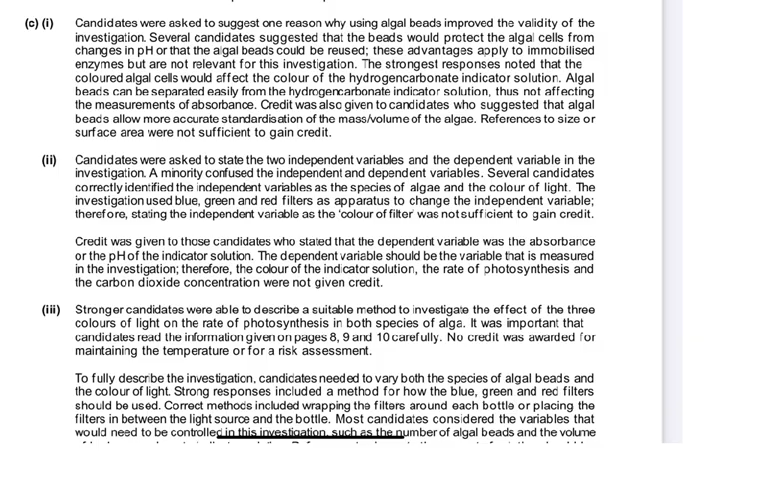 (c) (i) Candidates were asked to suggest one reason why using algal beads improved the validity of the
investigation. Several candidates suggested that the beads would protect the algal cells from
changes in pH or that the algal beads could be reused; these advantages apply to immobilised
enzymes but are not relevant for this investigation. The strongest responses noted that the
coloured algal cells would affect the colour of the hydrogencarbonate indicator solution. Algal
beads can be separated easily from the hydrogencarbonate indicator solution, thus not affecting
the measurements of absorbance. Credit was also given to candidates who suggested that algal
beads allow more accurate standardisation of the mass/volume of the algae. References to size or
surface area were not sufficient to gain credit.
(ii) Candidates were asked to state the two independent variables and the dependent variable in the
investigation. A minority confused the independent and dependent variables. Several candidates
correctly identified the independent variables as the species of algae and the colour of light. The
investigation used blue, green and red filters as apparatus to change the independent variable;
therefore, stating the independent variable as the 'colour of filter' was not sufficient to gain credit.
Credit was given to those candidates who stated that the dependent variable was the absorbance
or the pH of the indicator solution. The dependent variable should be the variable that is measured
in the investigation; therefore, the colour of the indicator solution, the rate of photosynthesis and
the carbon dioxide concentration were not given credit.
(iii) Stronger candidates were able to describe a suitable method to investigate the effect of the three
colours of light on the rate of photosynthesis in both species of alga. It was important that
candidates read the information given on pages 8, 9 and 10 carefully. No credit was awarded for
maintaining the temperature or for a risk assessment.
To fully describe the investigation, candidates needed to vary both the species of algal beads and
the colour of light. Strong responses included a method for how the blue, green and red filters
should be used. Correct methods included wrapping the filters around each bottle or placing the
filters in between the light source and the bottle. Most candidates considered the variables that
would need to be controlled in this investigation, such as the number of algal beads and the volume